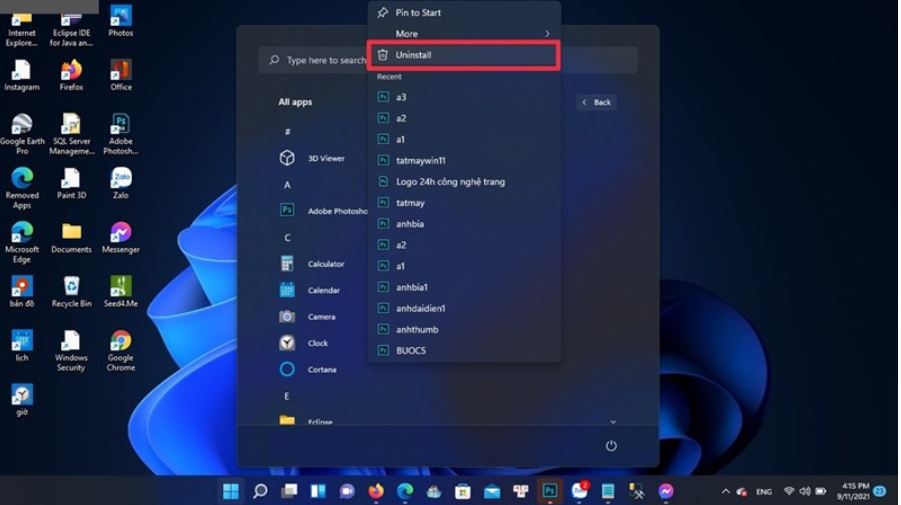 Internet
Explore...
Eclipse IDE
for Java an...
Photos
Instagram
Firefox
Office
Google Earth
Pro
SQL Server
Manageme...
Adobe
Photosh...
Removed
Apps
Paint 3D
Zalo
Microsoft
Edge
Documents
Messenger
bản đồ
Recycle Bin
Seed4.Me
lịch
Windows
Security
Google
Chrome
giờ
Type here to search
All apps
Back
#
3D Viewer
A
Adobe Photosho
C
Calculator
Calendar
Camera
Clock
Cortana
E
Eclipse
Pin to Start
More
Uninstall
Recent
a3
a2
a1
tatmaywin11
Logo 24h công nghệ trang
tatmay
anhbia
a2
a1
anhbia1
anhdaidien1
anhthumb
BUOC5
2
ENG
4:15 PM
9/11/2021
23